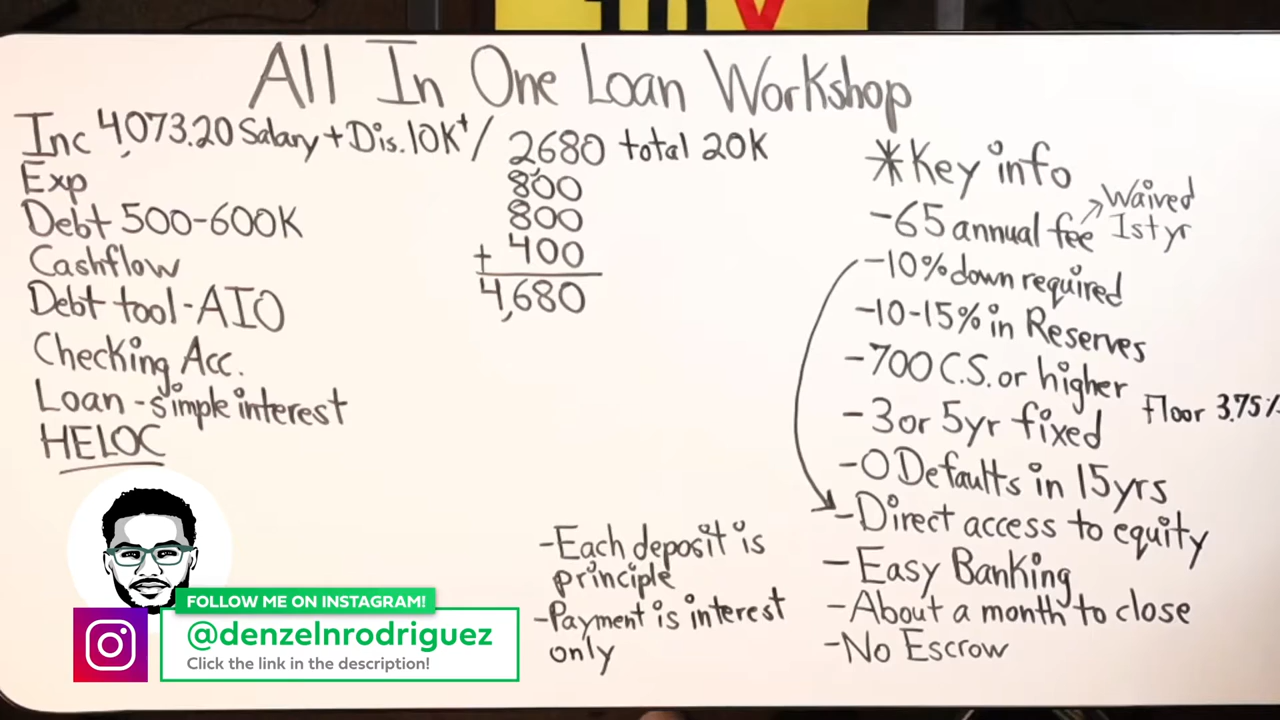 All In One Loan Workshop
Inc 4,073.20 Salary + Dis. 10K+ / 2680 total 20K
Exp
Debt 500-600K
Cashflow
Debt tool - AIO
Checking Acc.
Loan - simple interest
HELOC
800
800
+ 400
4,680
-Each deposit is
principle
-Payment is interest
only
*Key info
-65 annual fee
Waived
1st yr
-10% down required
-10-15% in Reserves
-700 C.S. or higher
-3 or 5yr fixed
Floor 3.75%
-0 Defaults in 15yrs
-Direct access to equity
-Easy Banking
-About a month to close
-No Escrow
FOLLOW ME ON INSTAGRAM!
@denzelnrodriguez
Click the link in the description!